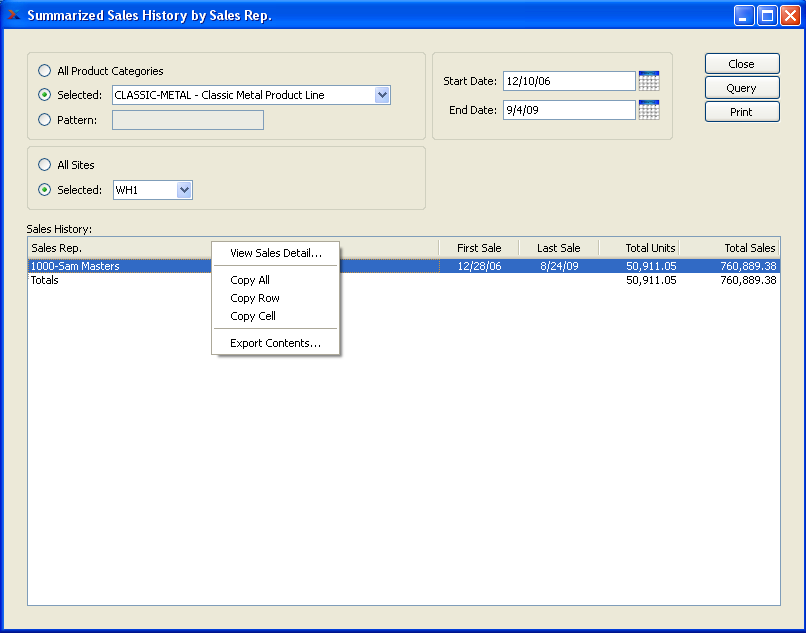 Summarized Sales History by Sales Rep.
All Product Categories
Selected: CLASSIC-METAL - Classic Metal Product Line
Pattern:
Start Date: 12/10/06
End Date: 9/4/09
Close
Query
Print
All Sites
Selected: WH1
Sales History:
Sales Rep. First Sale Last Sale Total Units Total Sales
1000-Sam Masters 12/28/06 8/24/09 50,911.05 760,889.38
Totals 50,911.05 760,889.38
View Sales Detail...
Copy All
Copy Row
Copy Cell
Export Contents...